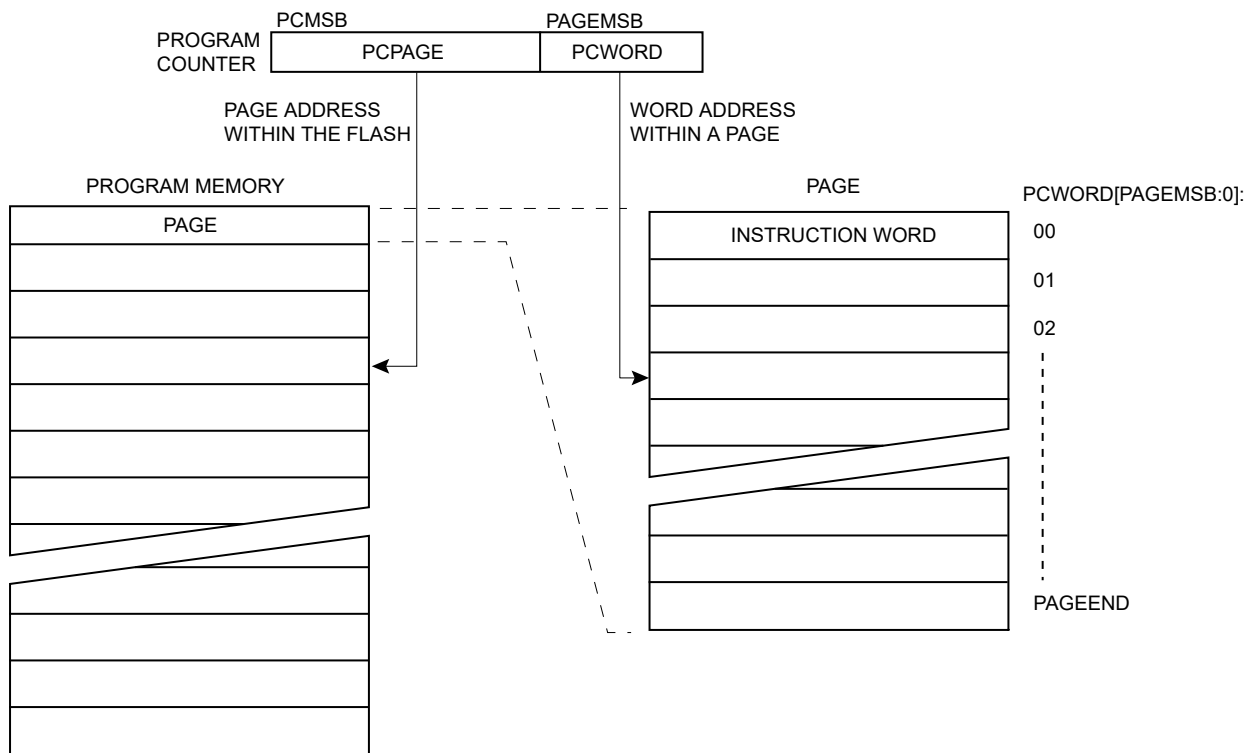 PCMSB
PAGEMSB
PROGRAM
COUNTER
PCPAGE
PCWORD
PAGE ADDRESS
WITHIN THE FLASH
WORD ADDRESS
WITHIN A PAGE
PROGRAM MEMORY
PAGE
PAGE
PCWORD[PAGEMSB:0]:
INSTRUCTION WORD
00
01
02
PAGEEND